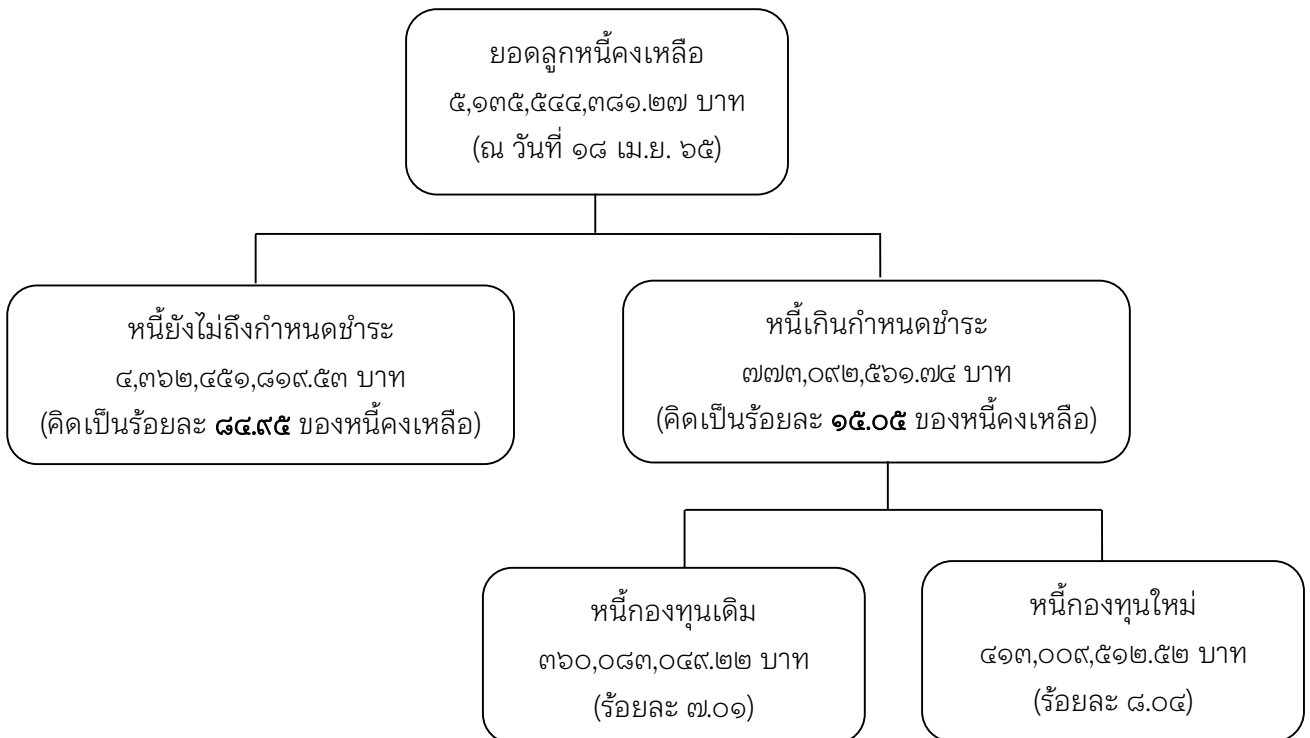 ยอดลูกหนี้คงเหลือ
๕,๑๓๕,๕๔๔,๓๘๑.๒๗ บาท
(ณ วันที่ ๑๘ เม.ย. ๖๕)
หนี้ยังไม่ถึงกำหนดชำระ
๔,๓๖๒,๔๕๑,๘๑๙.๕๓ บาท
(คิดเป็นร้อยละ ๘๔.๙๕ ของหนี้คงเหลือ)
หนี้เกินกำหนดชำระ
๗๗๓,๐๙๒,๕๖๑.๗๔ บาท
(คิดเป็นร้อยละ ๑๕.๐๕ ของหนี้คงเหลือ)
หนี้กองทุนเดิม
๓๖๐,๐๘๓,๐๔๙.๒๒ บาท
(ร้อยละ ๗.๐๑)
หนี้กองทุนใหม่
๔๑๓,๐๐๙,๕๑๒.๕๒ บาท
(ร้อยละ ๘.๐๔)